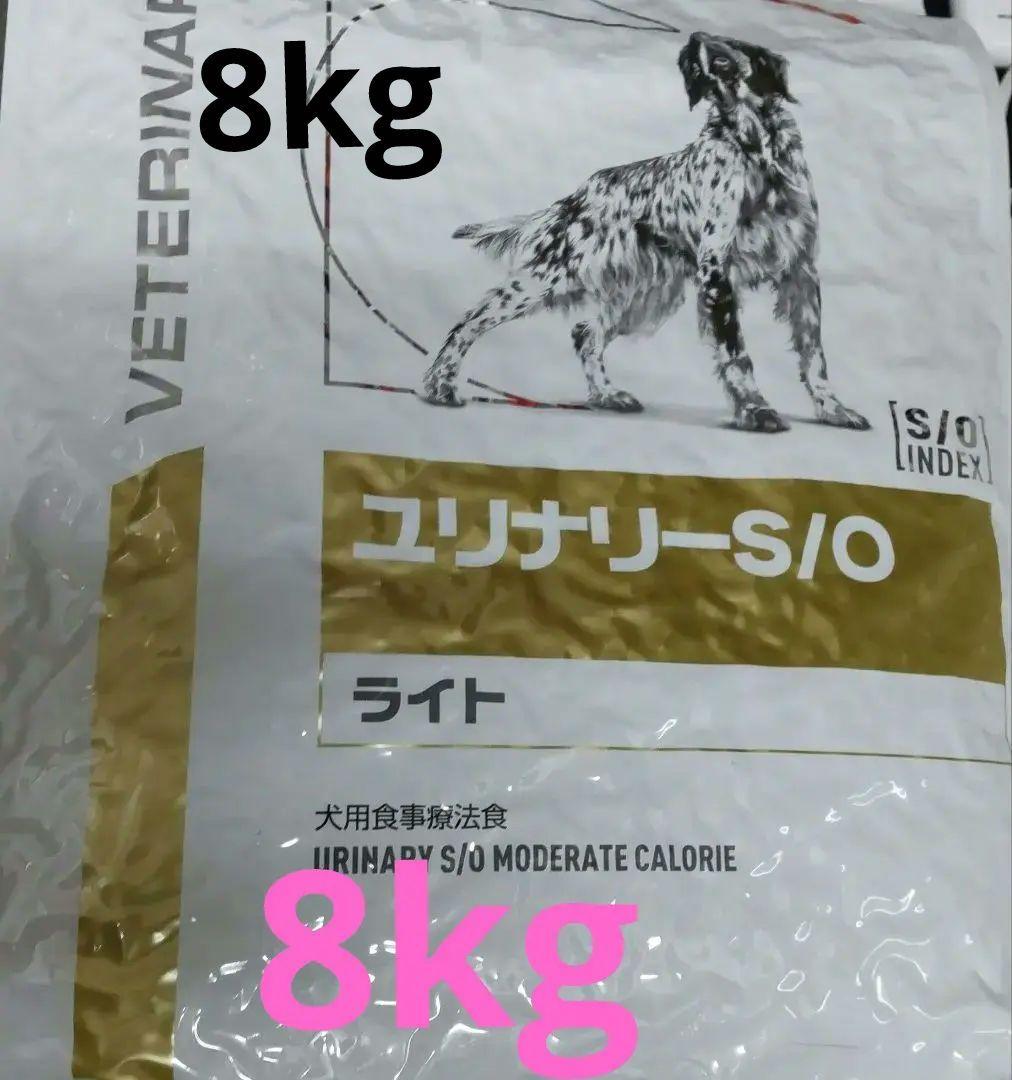 VETERINAR
8kg
S/O
INDEX
ユリナリーS/O
ライト
犬用食事療法食
URINARY S/O MODERATE CALORIE
8kg